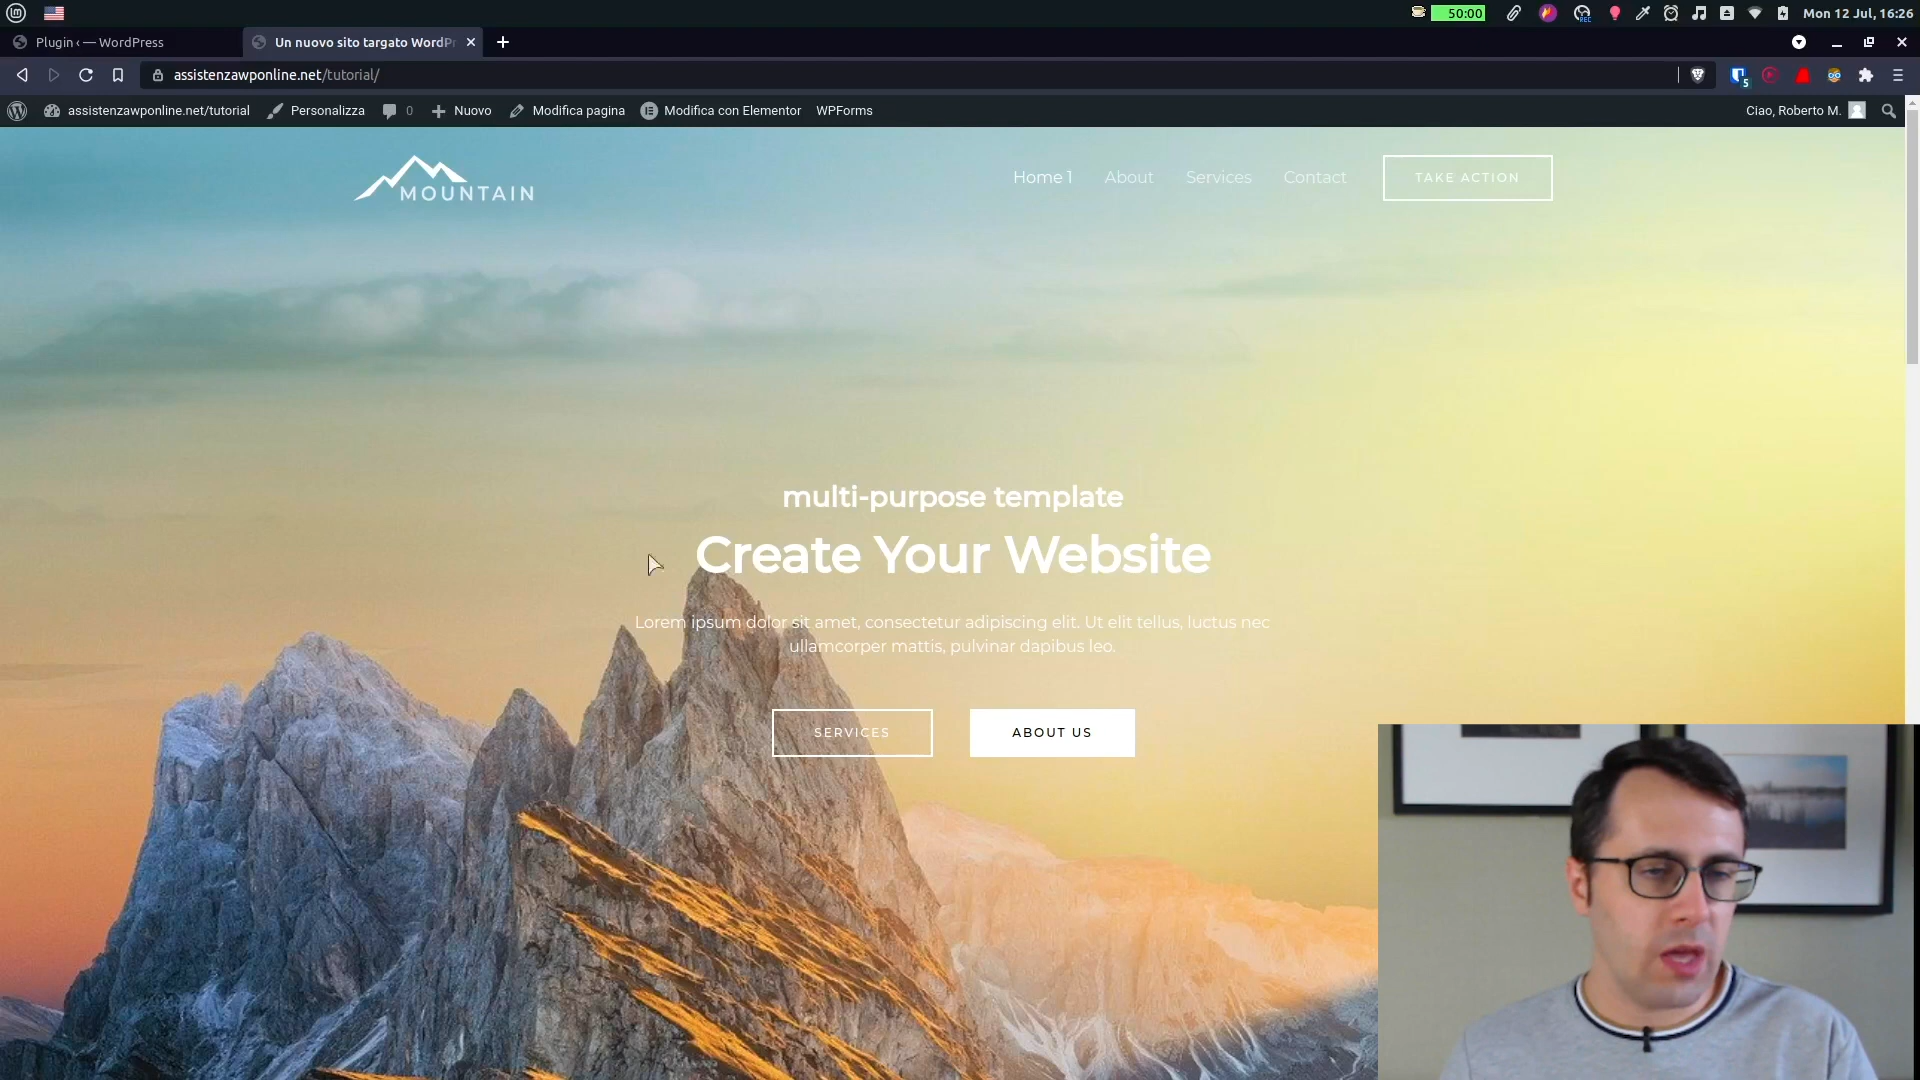 50:00
REC
Mon 12 Jul, 16:26
Plugin ‹ — WordPress
Un nuovo sito targato WordPr
assistenzawponline.net/tutorial/
5
assistenzawponline.net/tutorial
Personalizza
0
Nuovo
Modifica pagina
Modifica con Elementor
WPForms
Ciao, Roberto M.
MOUNTAIN
Home 1
About
Services
Contact
TAKE ACTION
multi-purpose template
Create Your Website
Lorem ipsum dolor sit amet, consectetur adipiscing elit. Ut elit tellus, luctus nec
ullamcorper mattis, pulvinar dapibus leo.
SERVICES
ABOUT US